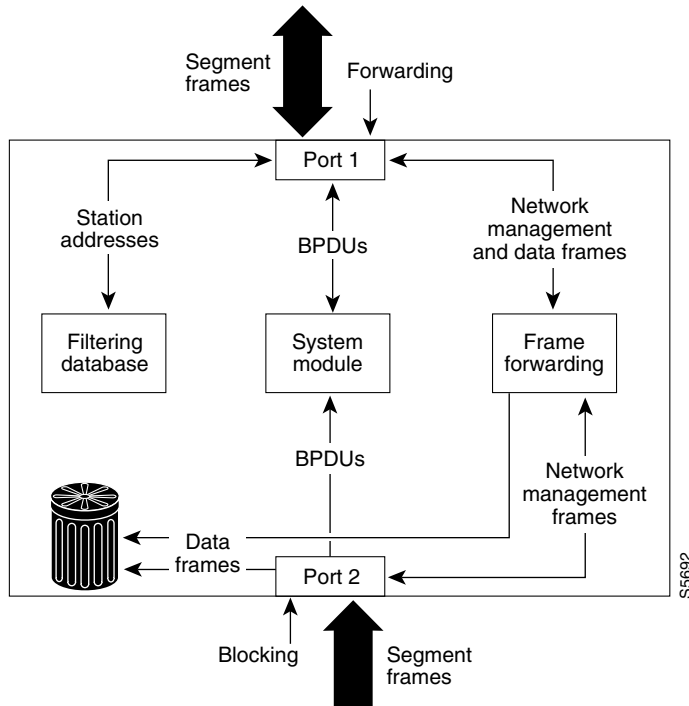 Segment
frames
Forwarding
Port 1
Station
addresses
BPDUs
Network
management
and data frames
Filtering
database
System
module
Frame
forwarding
BPDUs
Network
management
frames
Data
frames
Port 2
Blocking
Segment
frames
S5692